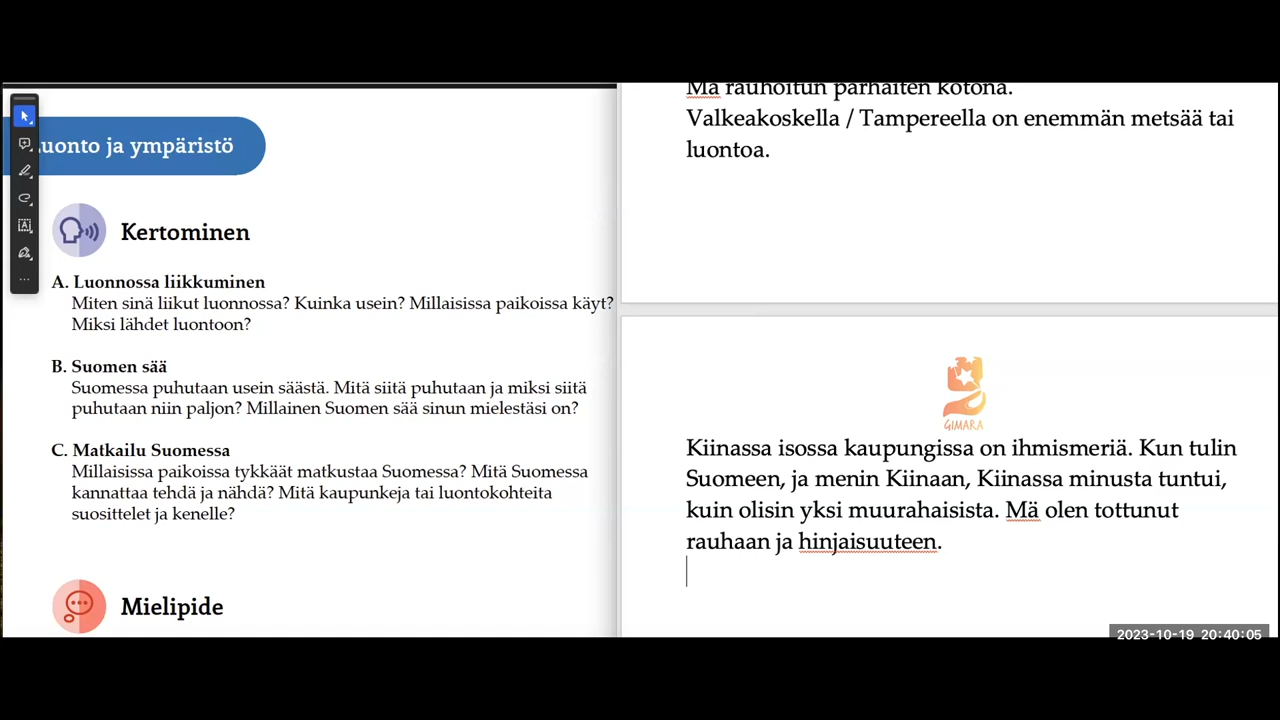 uonto ja ympäristö
Kertominen
A. Luonnossa liikkuminen
Miten sinä liikut luonnossa? Kuinka usein? Millaisissa paikoissa käyt?
Miksi lähdet luontoon?
B. Suomen sää
Suomessa puhutaan usein säästä. Mitä siitä puhutaan ja miksi siitä
puhutaan niin paljon? Millainen Suomen sää sinun mielestäsi on?
C. Matkailu Suomessa
Millaisissa paikoissa tykkäät matkustaa Suomessa? Mitä Suomessa
kannattaa tehdä ja nähdä? Mitä kaupunkeja tai luontokohteita
suosittelet ja kenelle?
Mielipide
Mä rauhoitun parhaiten kotona.
Valkeakoskella / Tampereella on enemmän metsää tai
luontoa.
GIMARA
Kiinassa isossa kaupungissa on ihmismeriä. Kun tulin
Suomeen, ja menin Kiinaan, Kiinassa minusta tuntui,
kuin olisin yksi muurahaisista. Mä olen tottunut
rauhaan ja hinjaisuuteen.
2023-10-19 20:40:05